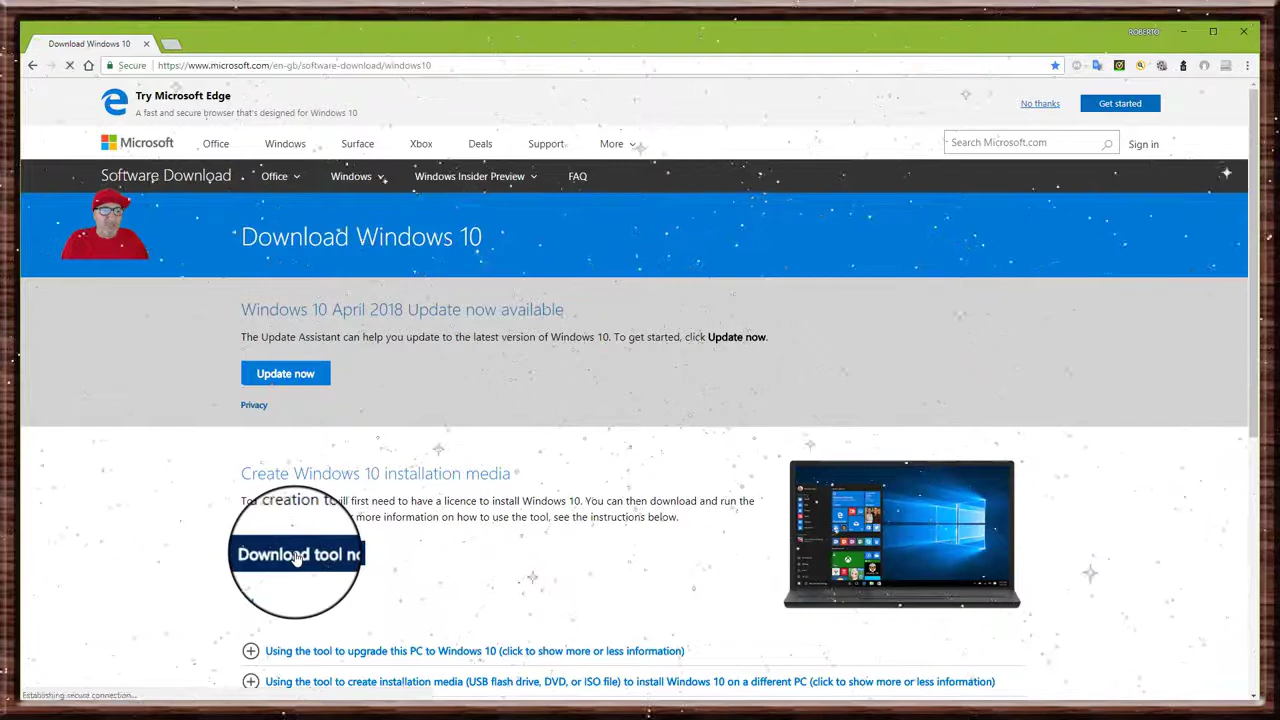 Download Windows 10
ROBERTO
Secure https://www.microsoft.com/en-gb/software-download/windows10
Try Microsoft Edge
A fast and secure browser that's designed for Windows 10
No thanks
Get started
Microsoft
Office
Windows
Surface
Xbox
Deals
Support
More
Search Microsoft.com
Sign in
Software Download
Office
Windows
Windows Insider Preview
FAQ
Download Windows 10
Windows 10 April 2018 Update now available
The Update Assistant can help you update to the latest version of Windows 10. To get started, click Update now.
Update now
Privacy
Create Windows 10 installation media
creation will first need to have a licence to install Windows 10. You can then download and run the
more information on how to use the tool, see the instructions below.
Download tool
Using the tool to upgrade this PC to Windows 10 (click to show more or less information)
Using the tool to create installation media (USB flash drive, DVD, or ISO file) to install Windows 10 on a different PC (click to show more or less information)
Establishing secure connection...